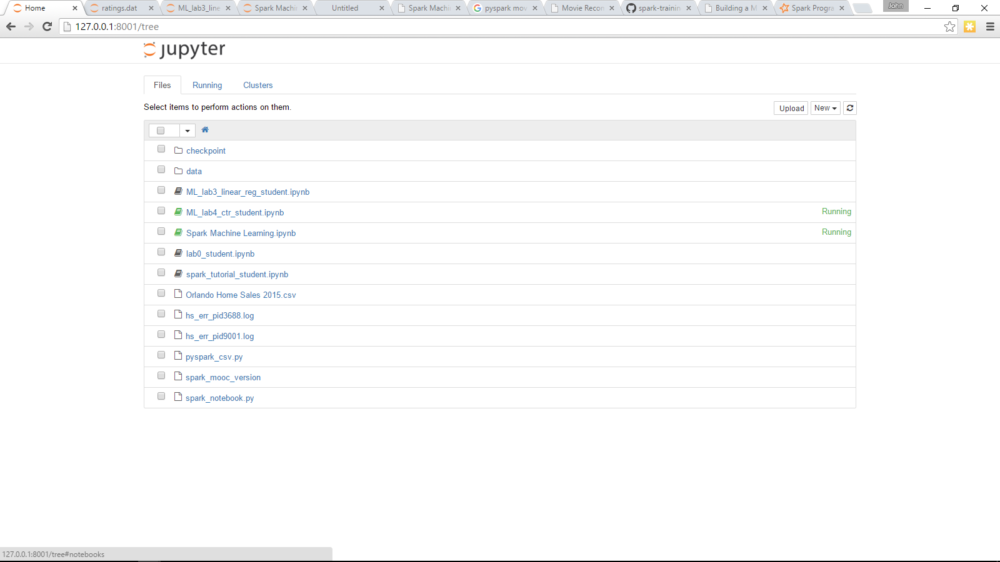 Home ratings.dat ML_lab3_line Spark Machin Untitled Spark Machi pyspark mov Movie Recon spark-trainin Building a M Spark Progra John
127.0.0.1:8001/tree
jupyter
Files Running Clusters
Select items to perform actions on them. Upload New
checkpoint
data
ML_lab3_linear_reg_student.ipynb
ML_lab4_ctr_student.ipynb Running
Spark Machine Learning.ipynb Running
lab0_student.ipynb
spark_tutorial_student.ipynb
Orlando Home Sales 2015.csv
hs_err_pid3688.log
hs_err_pid9001.log
pyspark_csv.py
spark_mooc_version
spark_notebook.py
127.0.0.1:8001/tree#notebooks